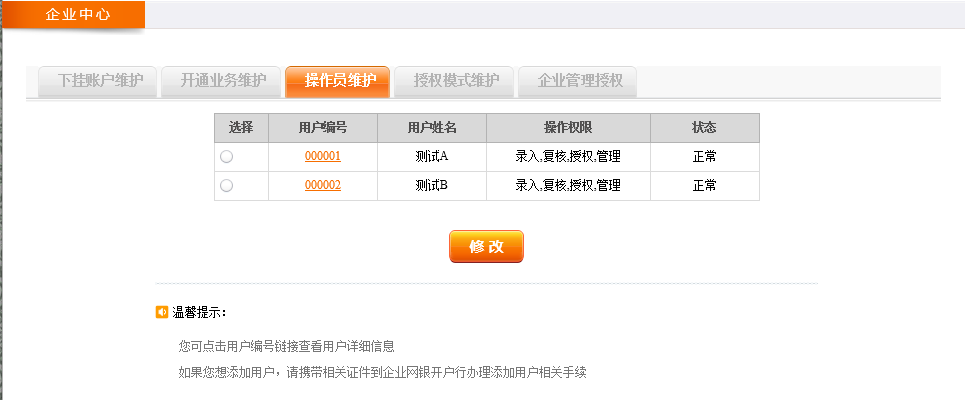 企业中心
下挂账户维护 开通业务维护 操作员维护 授权模式维护 企业管理授权
选择 用户编号 用户姓名 操作权限 状态
000001 测试A 录入,复核,授权,管理 正常
000002 测试B 录入,复核,授权,管理 正常
修改
温馨提示：
您可点击用户编号链接查看用户详细信息
如果您想添加用户，请携带相关证件到企业网银开户行办理添加用户相关手续